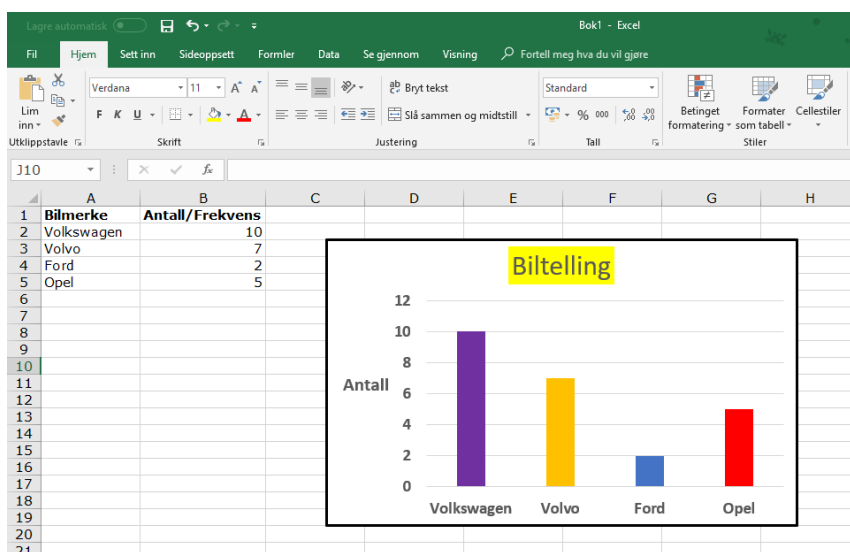 Lagre automatisk Bok1 - Excel
Fil Hjem Sett inn Sideoppsett Formler Data Se gjennom Visning Fortell meg hva du vil gjøre
Lim inn
Utklippstavle
Verdana 11 A A
F K U A
Skrift
ab Bryt tekst
Slå sammen og midtstill
Justering
Standard
% 000 ,00 ,00
Tall
Betinget formatering
Formater som tabell
Cellestiler
Stiler
J10 fx
A B C D E F G H
1 Bilmerke Antall/Frekvens
2 Volkswagen 10
3 Volvo 7
4 Ford 2
5 Opel 5
6
7
8
9
10
11
12
13
14
15
16
17
18
19
20
21
Biltelling
12
10
8
Antall
6
4
2
0
Volkswagen Volvo Ford Opel